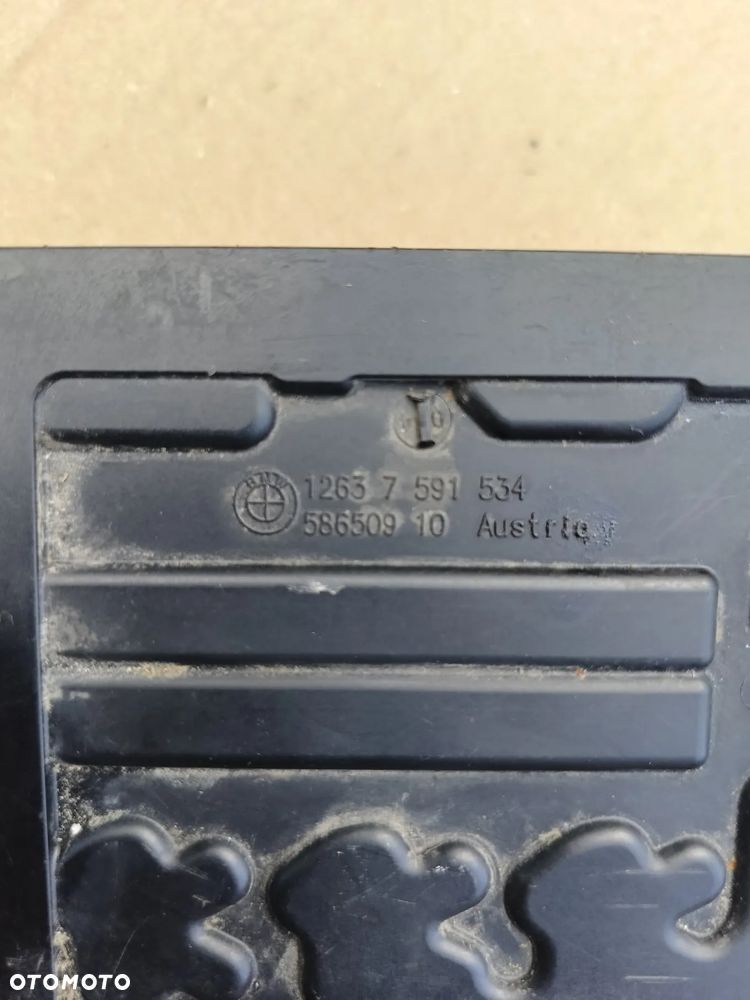 BMW
1263 7 591 534
586509 10 Austria
OTOMOTO